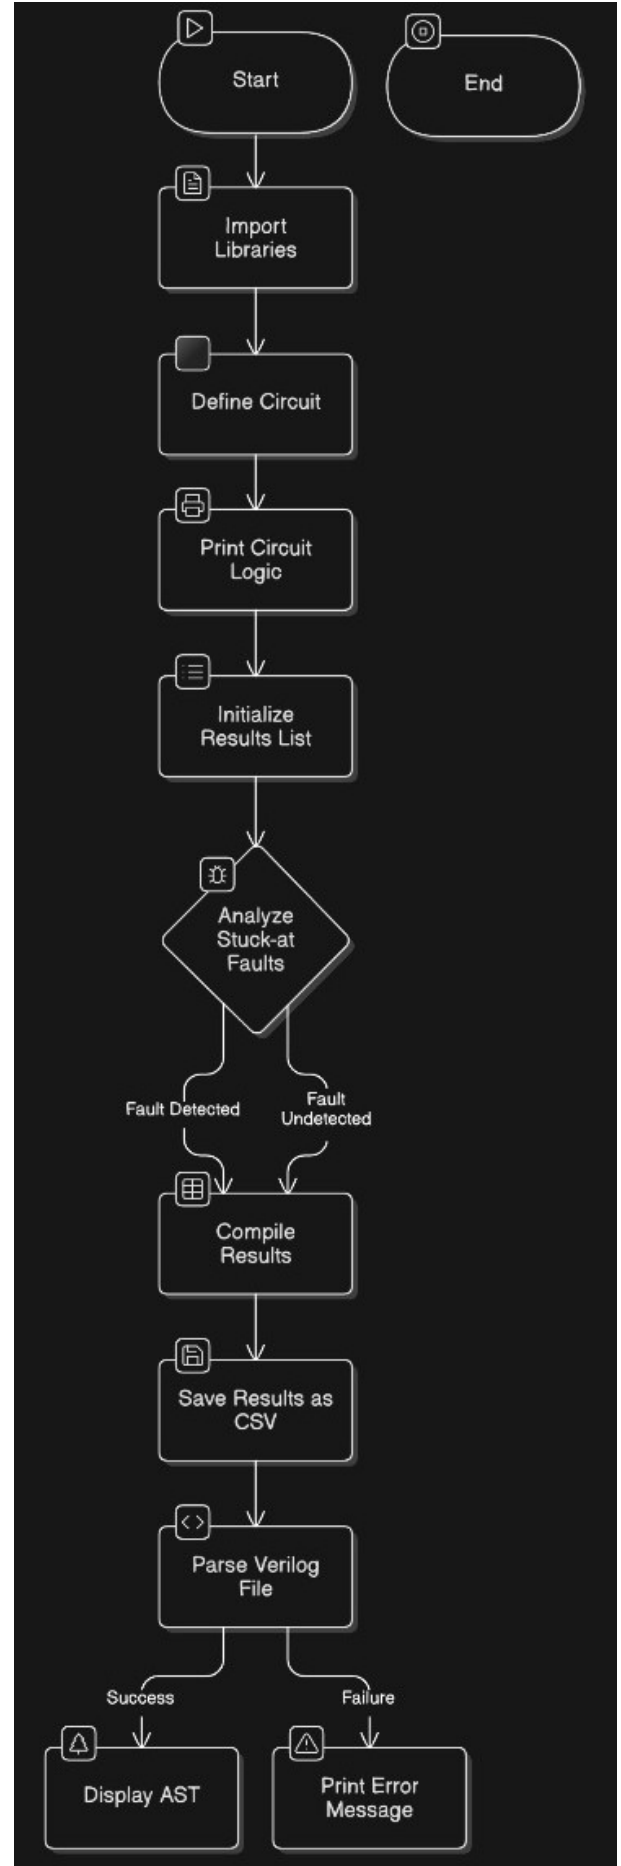 Start
End
Import
Libraries
Define Circuit
Print Circuit
Logic
Initialize
Results List
Analyze
Stuck-at
Faults
Fault Detected
Fault
Undetected
Compile
Results
Save Results as
CSV
Parse Verilog
File
Success
Failure
Display AST
Print Error
Message